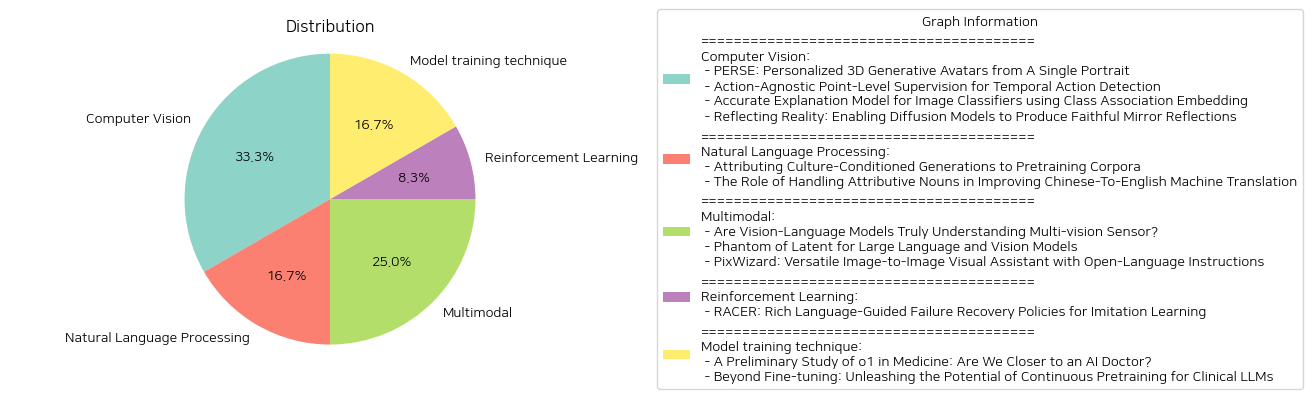 Distribution
Model training technique
Computer Vision
16.7%
33.3%
Reinforcement Learning
8.3%
25.0%
16.7%
Multimodal
Natural Language Processing
Graph Information
========================================
Computer Vision:
- PERSE: Personalized 3D Generative Avatars from A Single Portrait
- Action-Agnostic Point-Level Supervision for Temporal Action Detection
- Accurate Explanation Model for Image Classifiers using Class Association Embedding
- Reflecting Reality: Enabling Diffusion Models to Produce Faithful Mirror Reflections
========================================
Natural Language Processing:
- Attributing Culture-Conditioned Generations to Pretraining Corpora
- The Role of Handling Attributive Nouns in Improving Chinese-To-English Machine Translation
========================================
Multimodal:
- Are Vision-Language Models Truly Understanding Multi-vision Sensor?
- Phantom of Latent for Large Language and Vision Models
- PixWizard: Versatile Image-to-Image Visual Assistant with Open-Language Instructions
========================================
Reinforcement Learning:
- RACER: Rich Language-Guided Failure Recovery Policies for Imitation Learning
========================================
Model training technique:
- A Preliminary Study of o1 in Medicine: Are We Closer to an AI Doctor?
- Beyond Fine-tuning: Unleashing the Potential of Continuous Pretraining for Clinical LLMs